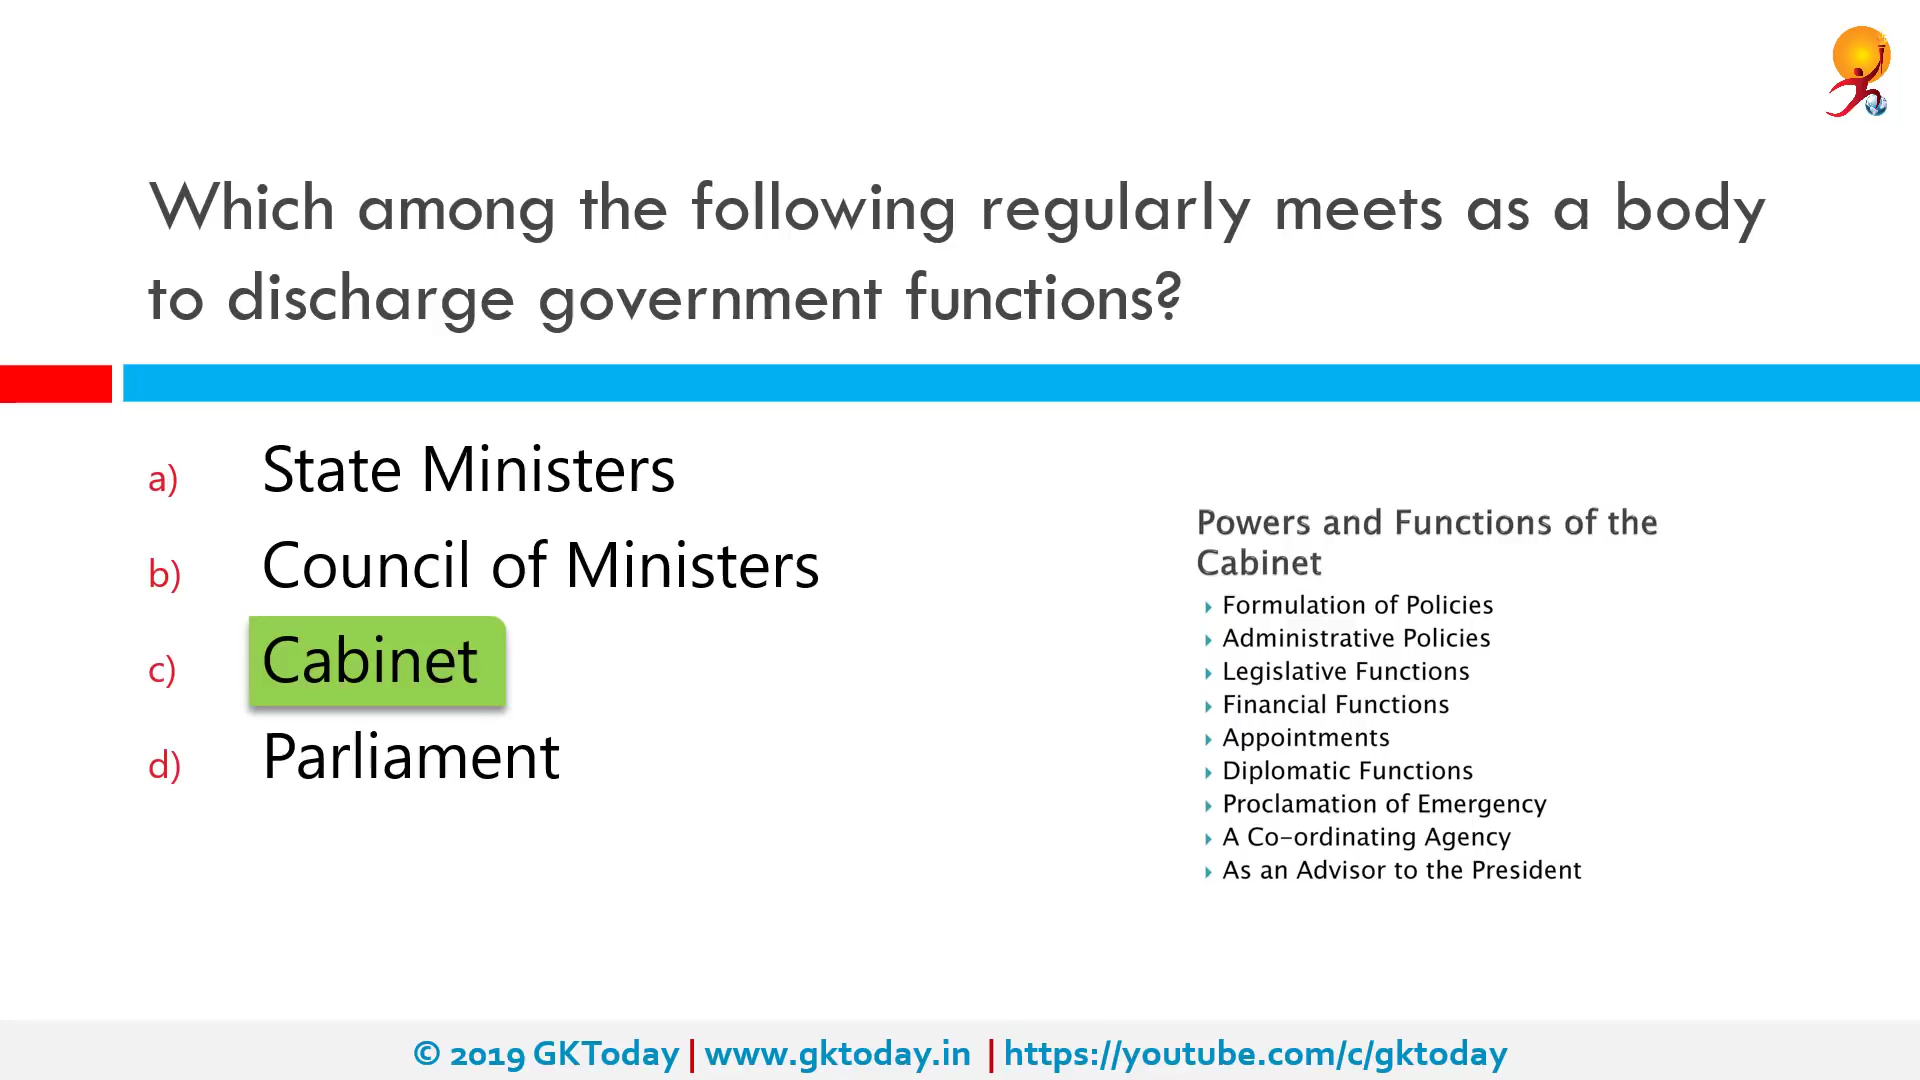 Which among the following regularly meets as a body
to discharge government functions?
a) State Ministers
b) Council of Ministers
c) Cabinet
d) Parliament
Powers and Functions of the
Cabinet
Formulation of Policies
Administrative Policies
Legislative Functions
Financial Functions
Appointments
Diplomatic Functions
Proclamation of Emergency
A Co-ordinating Agency
As an Advisor to the President
© 2019 GKToday | www.gktoday.in | https://youtube.com/c/gktoday